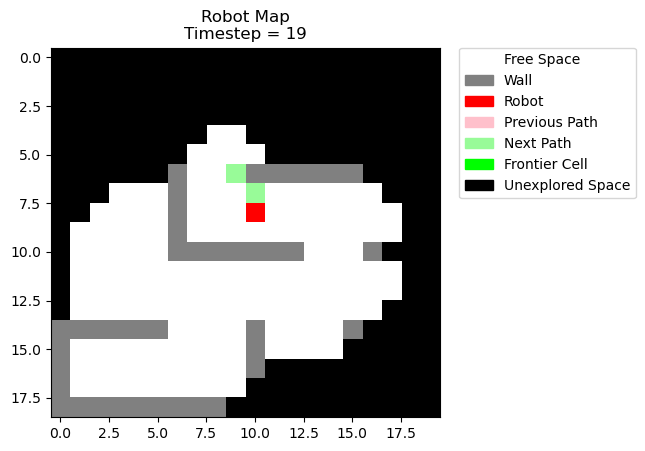 Robot Map
Timestep = 19
0.0
2.5
5.0
7.5
10.0
12.5
15.0
17.5
0.0
2.5
5.0
7.5
10.0
12.5
15.0
17.5
Free Space
Wall
Robot
Previous Path
Next Path
Frontier Cell
Unexplored Space